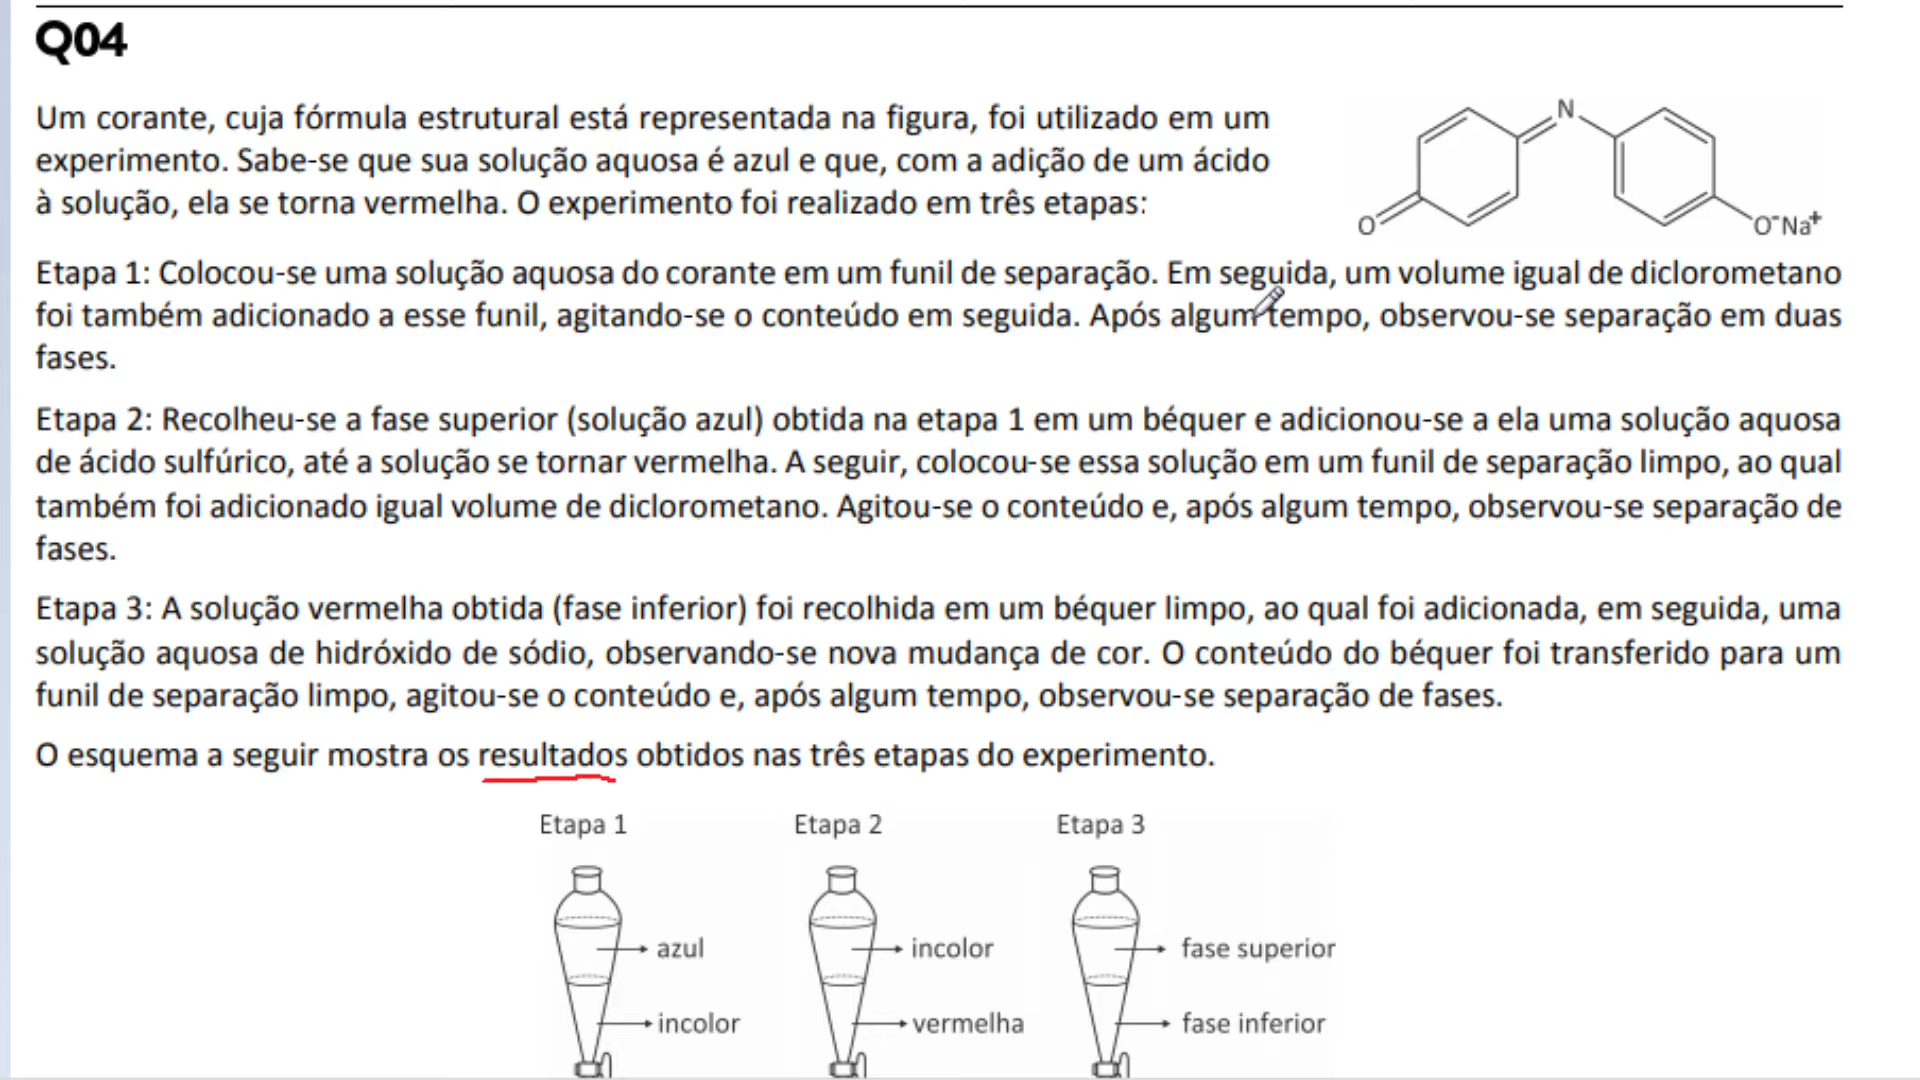 Q04
Um corante, cuja fórmula estrutural está representada na figura, foi utilizado em um
experimento. Sabe-se que sua solução aquosa é azul e que, com a adição de um ácido
à solução, ela se torna vermelha. O experimento foi realizado em três etapas:
N
O
O⁻Na⁺
Etapa 1: Colocou-se uma solução aquosa do corante em um funil de separação. Em seguida, um volume igual de diclorometano
foi também adicionado a esse funil, agitando-se o conteúdo em seguida. Após algum tempo, observou-se separação em duas
fases.
Etapa 2: Recolheu-se a fase superior (solução azul) obtida na etapa 1 em um béquer e adicionou-se a ela uma solução aquosa
de ácido sulfúrico, até a solução se tornar vermelha. A seguir, colocou-se essa solução em um funil de separação limpo, ao qual
também foi adicionado igual volume de diclorometano. Agitou-se o conteúdo e, após algum tempo, observou-se separação de
fases.
Etapa 3: A solução vermelha obtida (fase inferior) foi recolhida em um béquer limpo, ao qual foi adicionada, em seguida, uma
solução aquosa de hidróxido de sódio, observando-se nova mudança de cor. O conteúdo do béquer foi transferido para um
funil de separação limpo, agitou-se o conteúdo e, após algum tempo, observou-se separação de fases.
O esquema a seguir mostra os resultados obtidos nas três etapas do experimento.
Etapa 1 Etapa 2 Etapa 3
azul incolor fase superior
incolor vermelha fase inferior